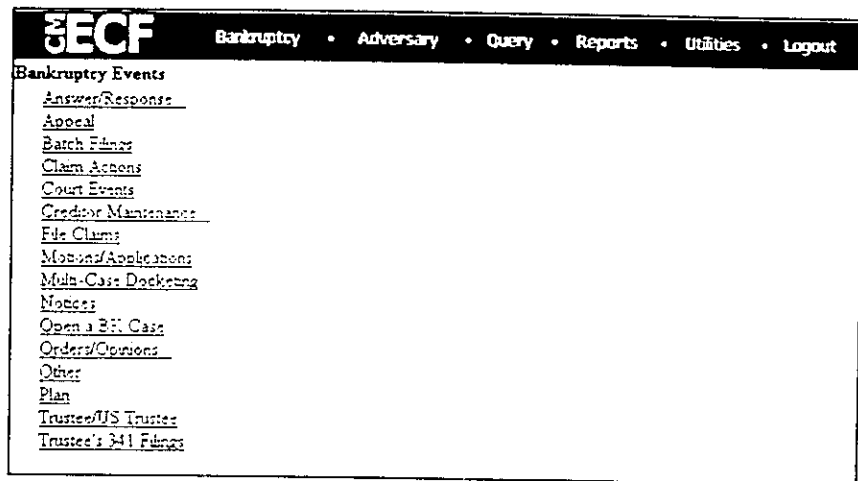 CM ECF Bankruptcy • Adversary • Query • Reports • Utilities • Logout
Bankruptcy Events
Answer/Response
Appeal
Batch Filings
Claim Actions
Court Events
Creditor Maintenance
File Claims
Motions/Applications
Multi-Case Docketing
Notices
Open a BK Case
Orders/Opinions
Other
Plan
Trustee/US Trustee
Trustee's 341 Filings